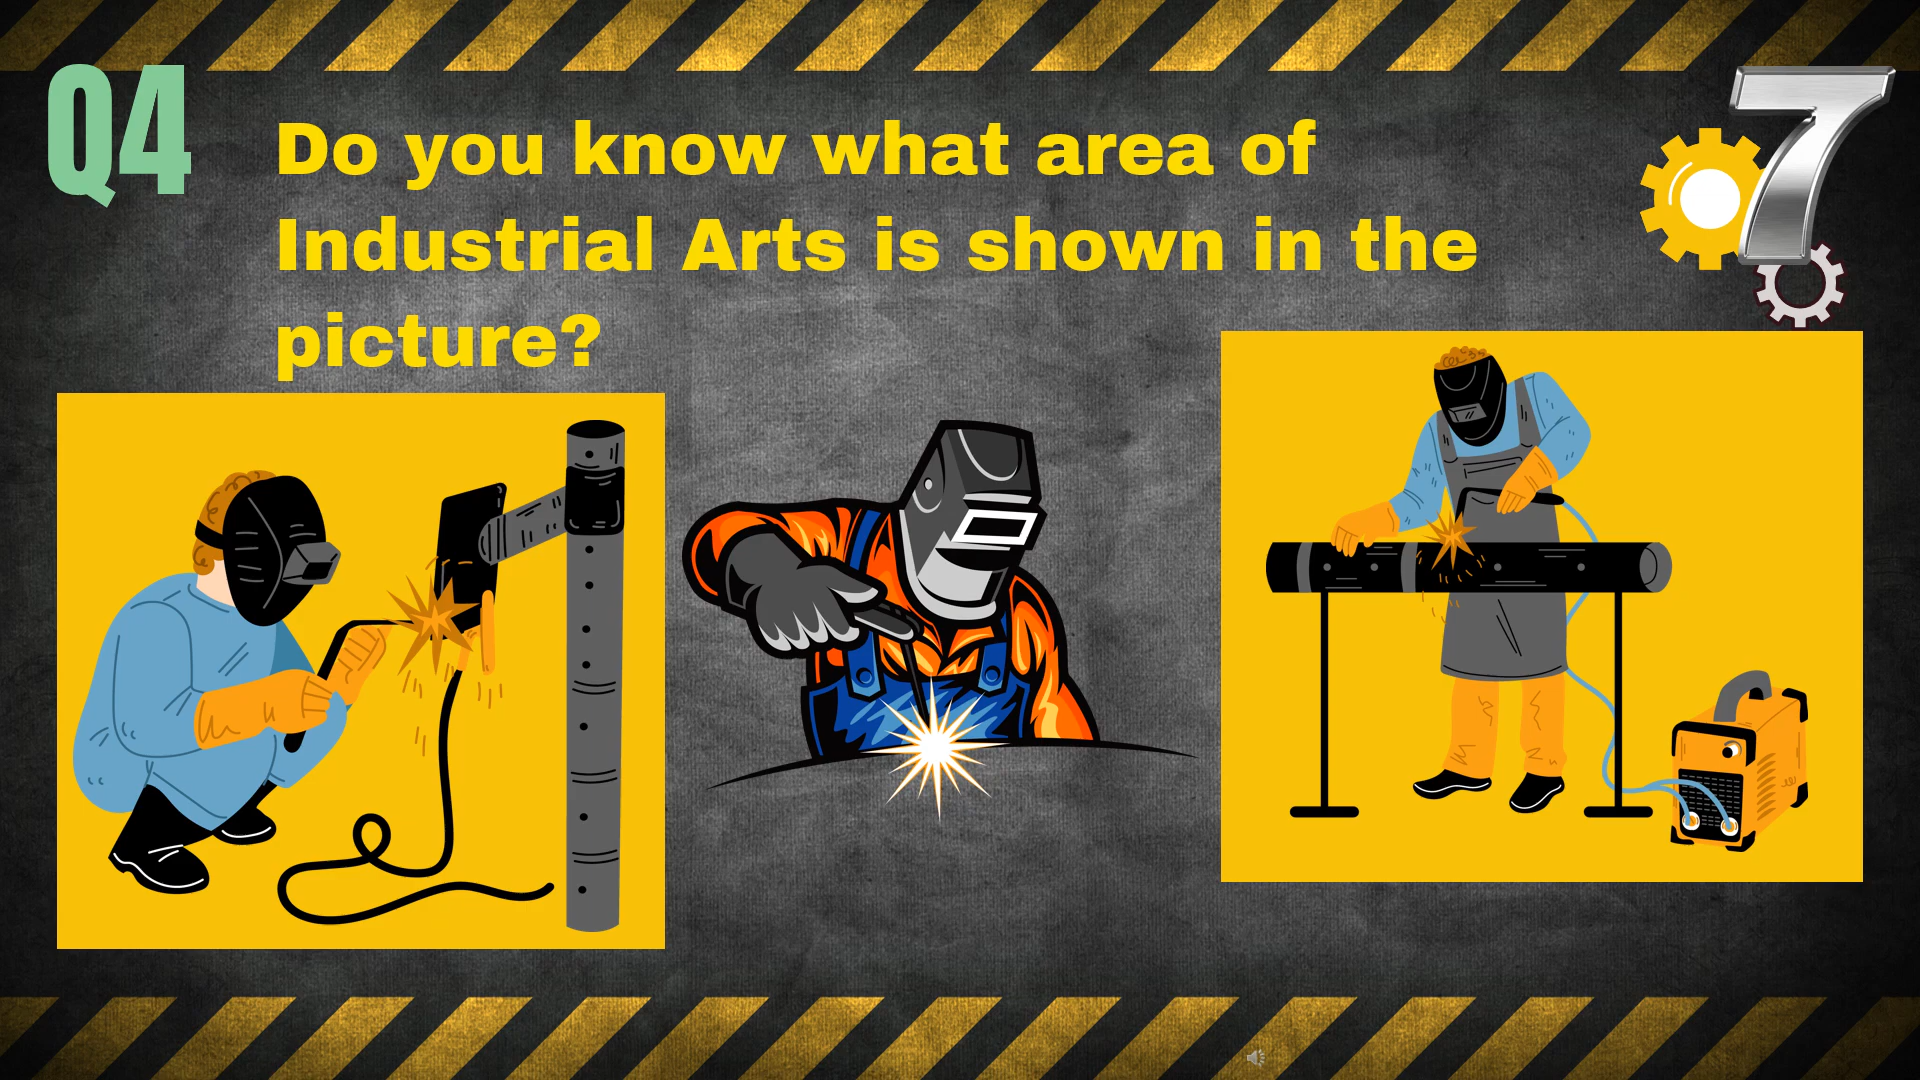 Q4
Do you know what area of
Industrial Arts is shown in the
picture?
7